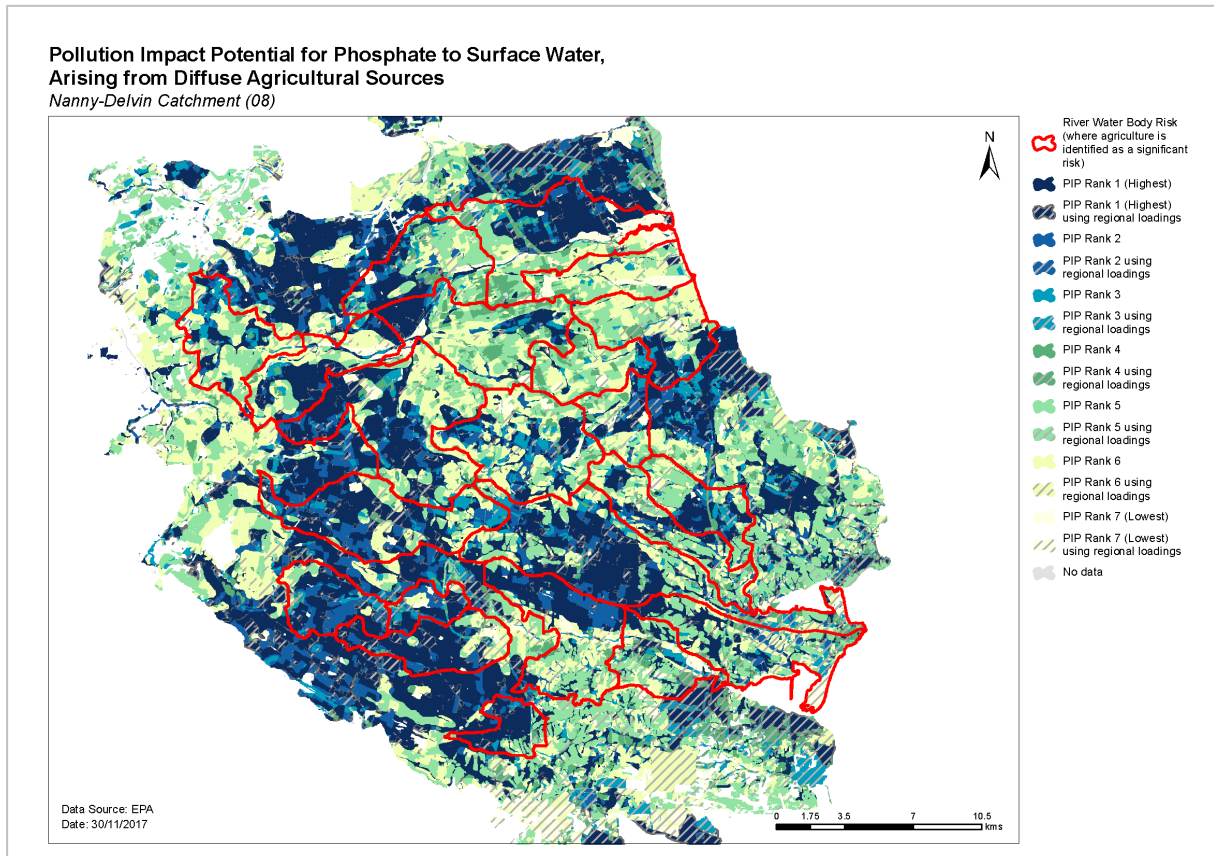 Pollution Impact Potential for Phosphate to Surface Water,
Arising from Diffuse Agricultural Sources
Nanny-Delvin Catchment (08)
N
River Water Body Risk
(where agriculture is
identified as a significant
risk)
PIP Rank 1 (Highest)
PIP Rank 1 (Highest)
using regional loadings
PIP Rank 2
PIP Rank 2 using
regional loadings
PIP Rank 3
PIP Rank 3 using
regional loadings
PIP Rank 4
PIP Rank 4 using
regional loadings
PIP Rank 5
PIP Rank 5 using
regional loadings
PIP Rank 6
PIP Rank 6 using
regional loadings
PIP Rank 7 (Lowest)
PIP Rank 7 (Lowest)
using regional loadings
No data
Data Source: EPA
Date: 30/11/2017
0 1.75 3.5 7 10.5
kms